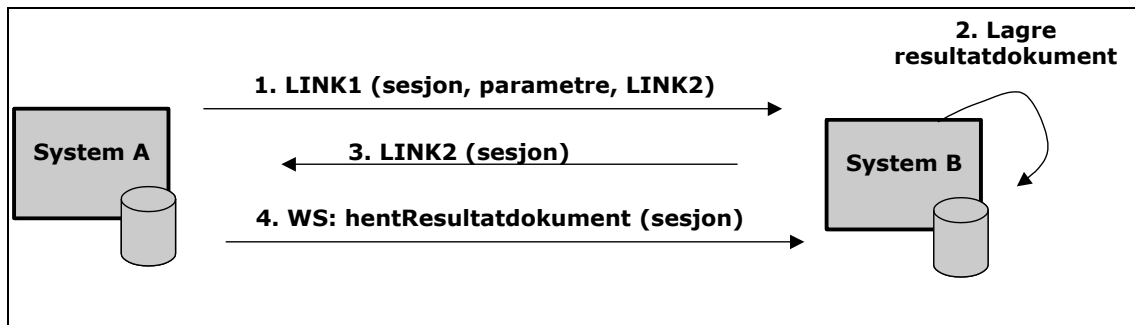 2. Lagre
resultatdokument
1. LINK1 (sesjon, parametre, LINK2)
System A
3. LINK2 (sesjon)
System B
4. WS: hentResultatdokument (sesjon)